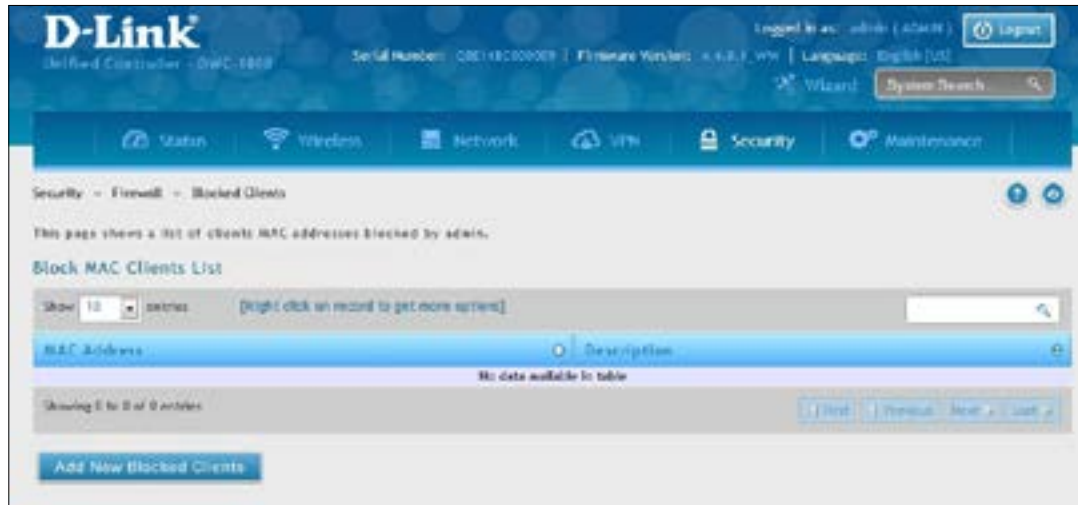 D-Link
Unified Controller - DWC-1000
Logged in as: admin ( ADMIN )
Logout
Serial Number: | Firmware Version: | Language: English [US]
Wizard
System Search
Status
Wireless
Network
VPN
Security
Maintenance
Security » Firewall » Blocked Clients
This page shows a list of clients MAC addresses blocked by admin.
Block MAC Clients List
Show 10 entries [Right click on record to get more options]
MAC Address
Description
No data available in table
Showing 0 to 0 of 0 entries
First
Previous
Next
Last
Add New Blocked Clients